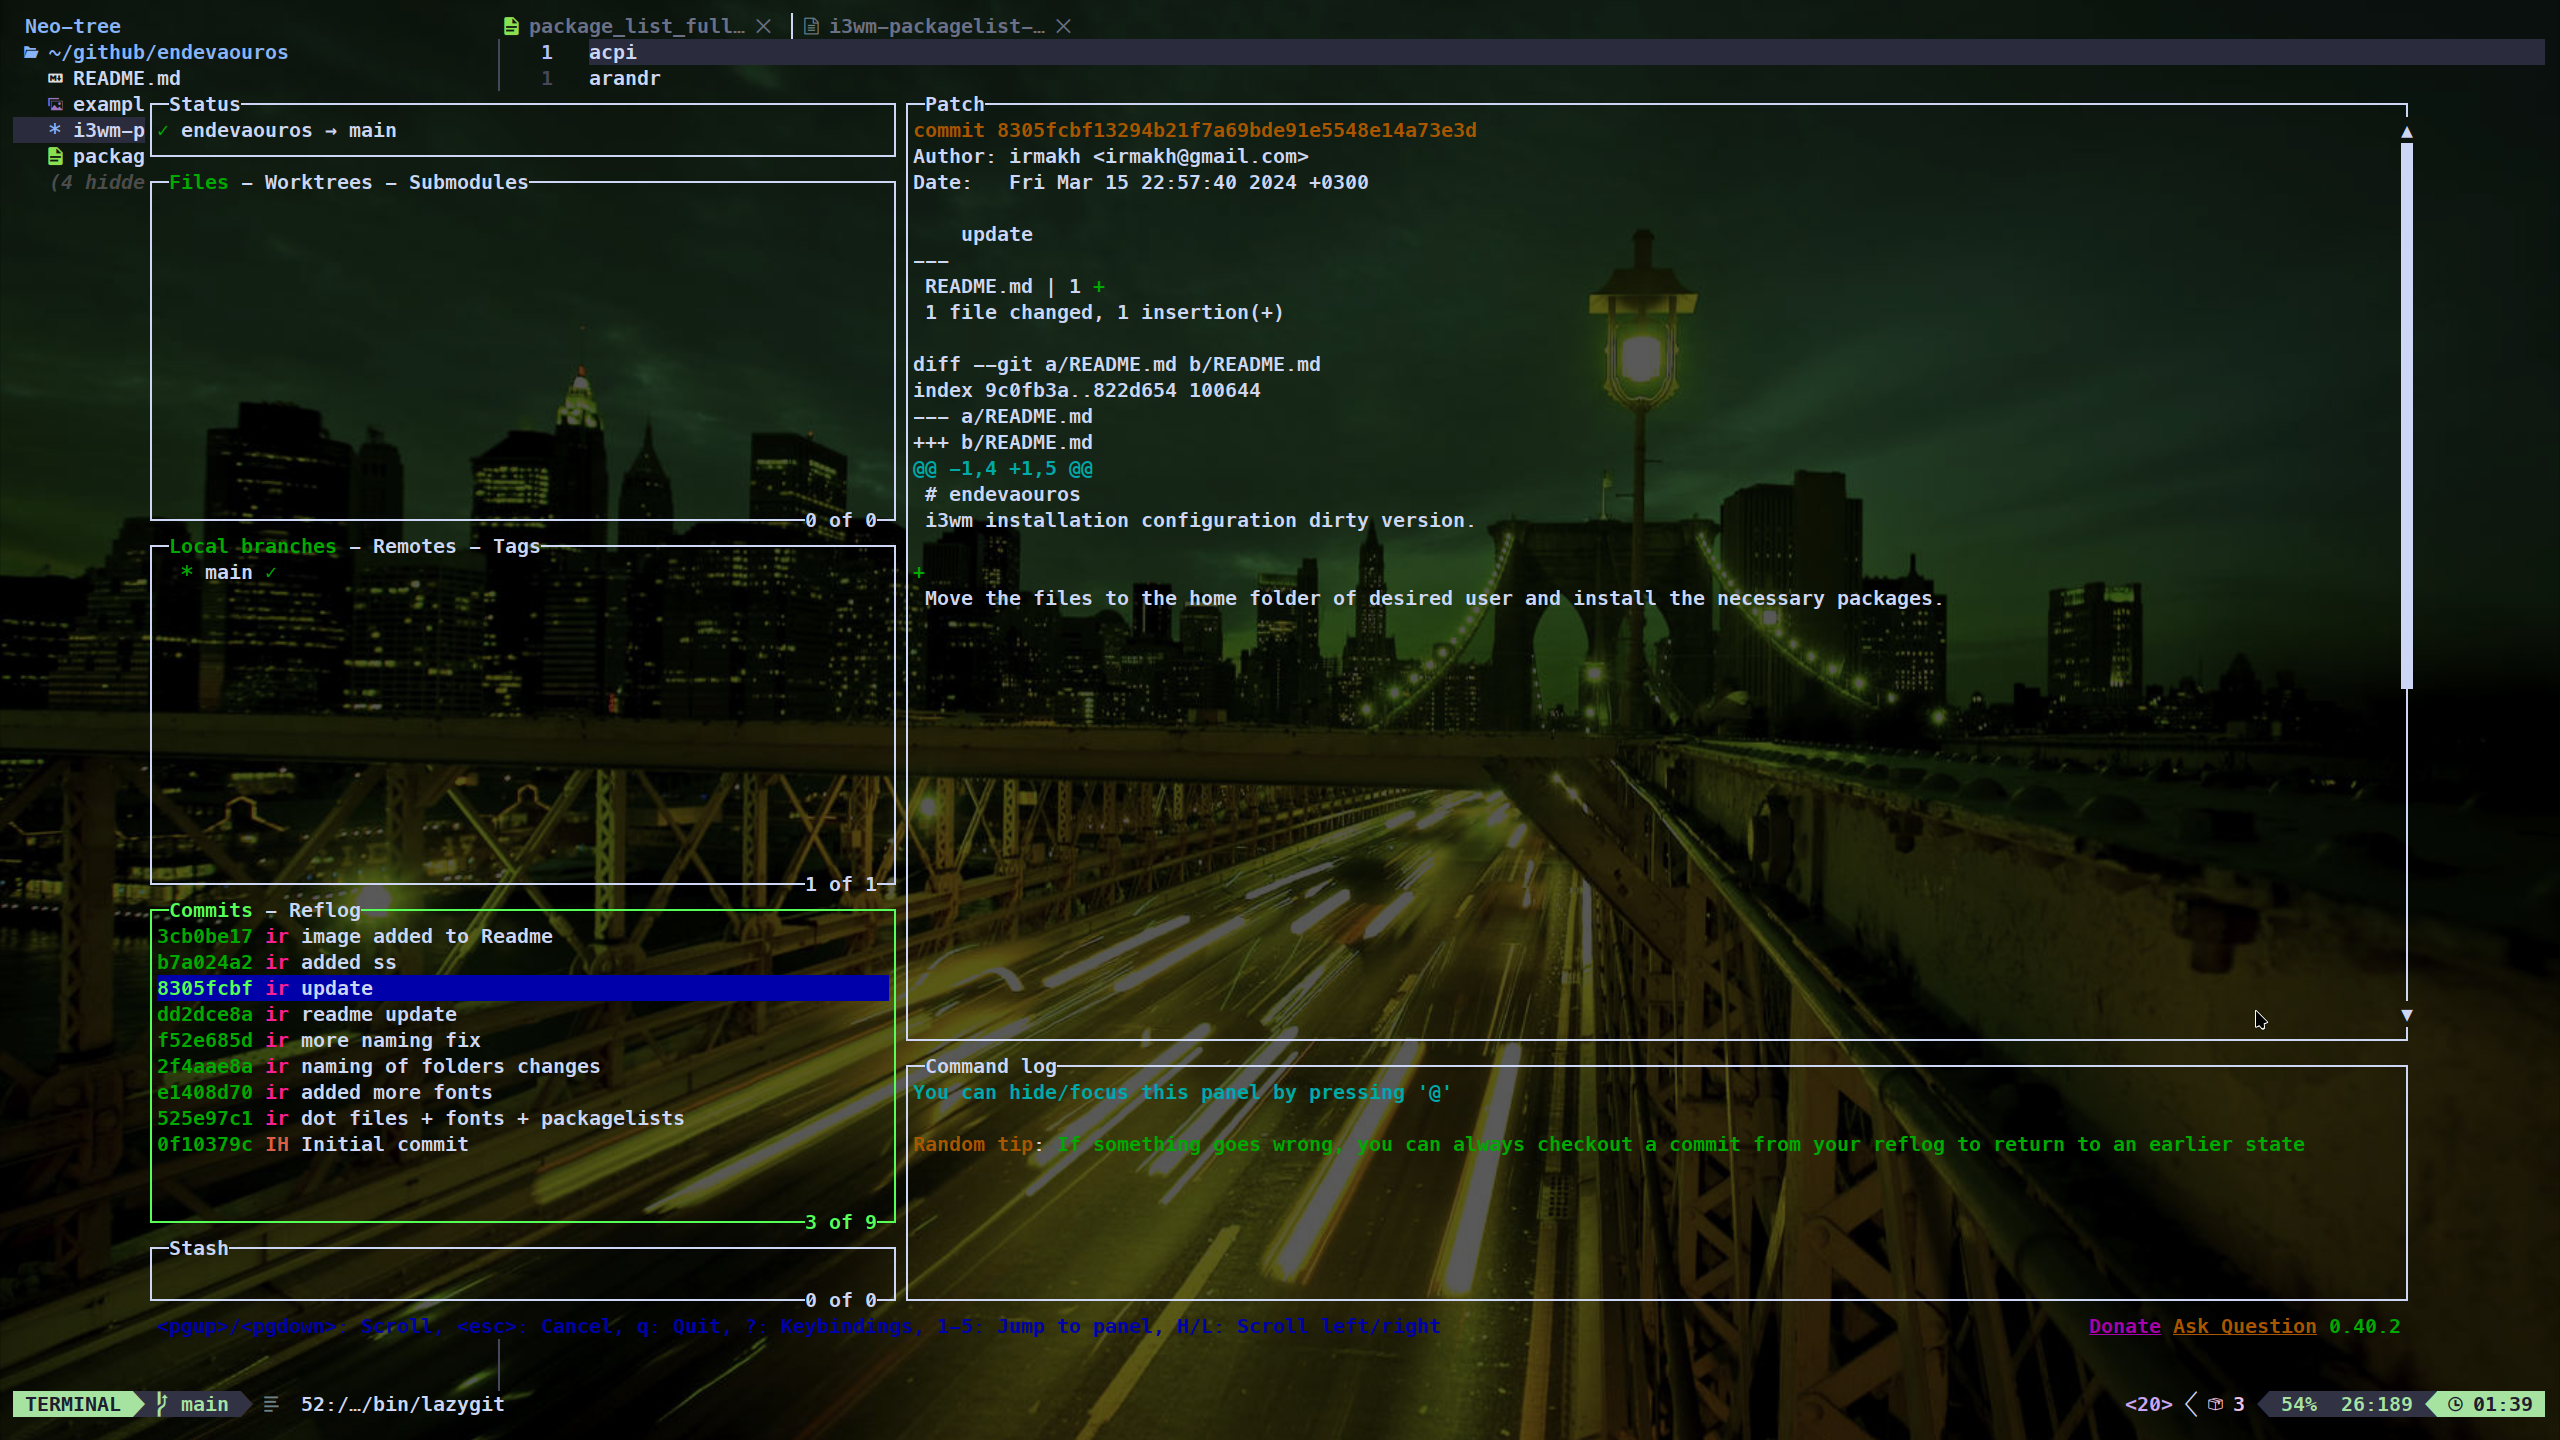 Neo-tree
~/github/endevaouros
README.md
exampl
* i3wm-p
packag
(4 hidde
package_list_full… ╳
i3wm-packagelist-… ╳
1 acpi
1 arandr
Status
✓ endevaouros → main
Files - Worktrees - Submodules
0 of 0
Local branches - Remotes - Tags
* main ✓
1 of 1
Commits - Reflog
3cb0be17 ir image added to Readme
b7a024a2 ir added ss
8305fcbf ir update
dd2dce8a ir readme update
f52e685d ir more naming fix
2f4aae8a ir naming of folders changes
e1408d70 ir added more fonts
525e97c1 ir dot files + fonts + packagelists
0f10379c IH Initial commit
3 of 9
Stash
0 of 0
Patch
commit 8305fcbf13294b21f7a69bde91e5548e14a73e3d
Author: irmakh <irmakh@gmail.com>
Date:   Fri Mar 15 22:57:40 2024 +0300
update
---
README.md | 1 +
1 file changed, 1 insertion(+)
diff --git a/README.md b/README.md
index 9c0fb3a..822d654 100644
--- a/README.md
+++ b/README.md
@@ -1,4 +1,5 @@
# endevaouros
i3wm installation configuration dirty version.
+
Move the files to the home folder of desired user and install the necessary packages.
Command log
You can hide/focus this panel by pressing '@'
Random tip: If something goes wrong, you can always checkout a commit from your reflog to return to an earlier state
<pgup>/<pgdown>: Scroll, <esc>: Cancel, q: Quit, ?: Keybindings, 1-5: Jump to panel, H/L: Scroll left/right
Donate Ask Question 0.40.2
TERMINAL main 52:/…/bin/lazygit
<20> 3 54% 26:189 01:39